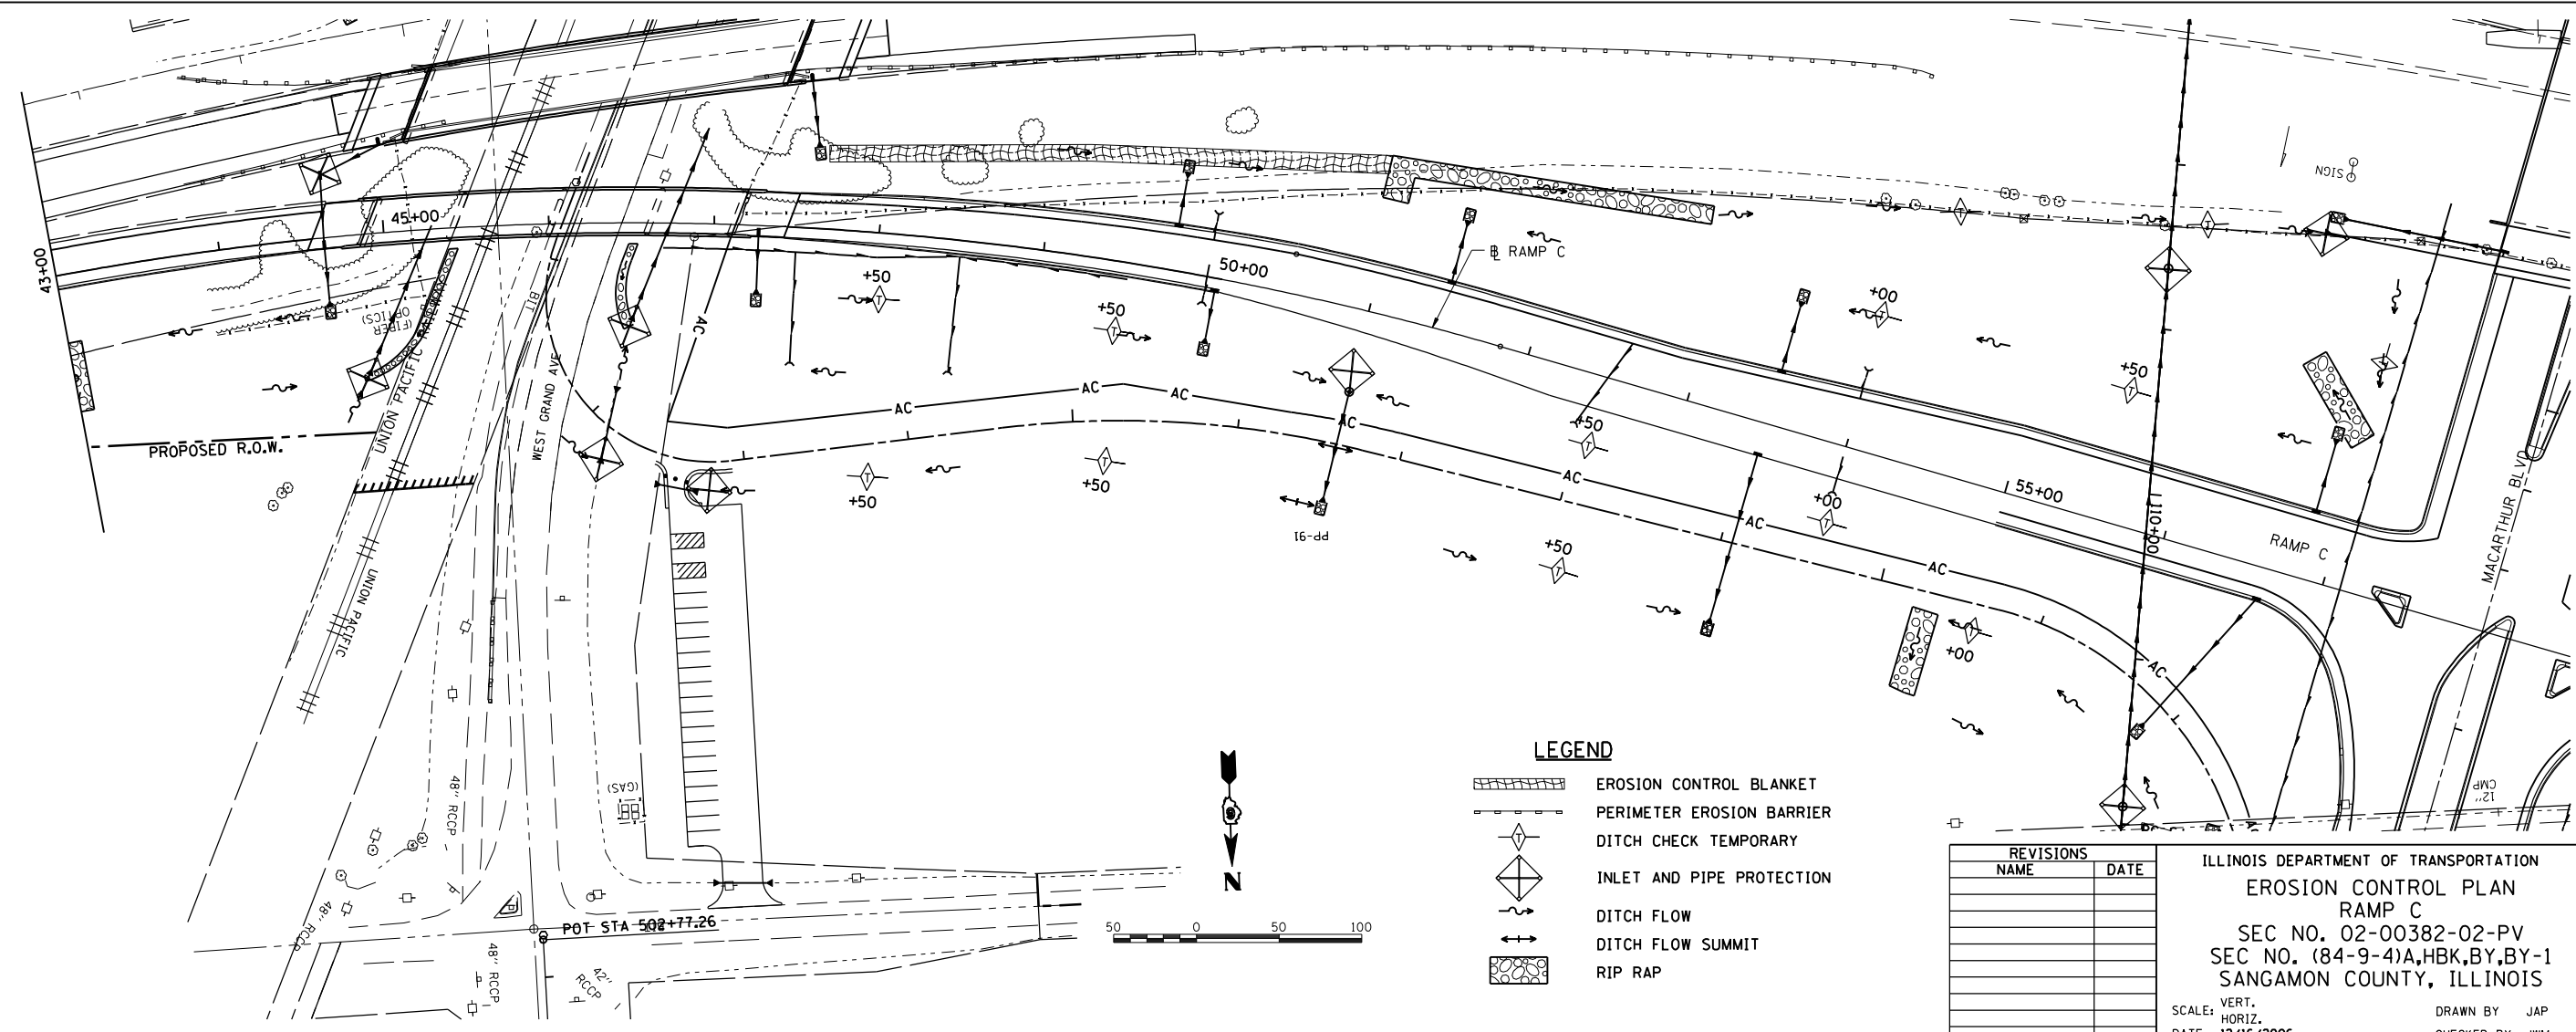 43+00
45+00
(FIBER OPTICS)
UNION PACIFIC RAILWAY
BIT
WEST GRAND AVE
PROPOSED R.O.W.
UNION PACIFIC
AC
+50
T
+50
T
50+00
B RAMP C
L
+00
T
SIGN
T
T
AC
AC
AC
AC
+50
T
+50
T
+50
T
+50
T
PP-91
AC
+50
T
AC
+00
T
AC
+00
T
55+00
110+00
RAMP C
MACARTHUR BLVD
AC
12" CMP
48" RCCP
(GAS)
48" RCCP
POT STA 502+77.26
48" RCCP
42" RCCP
N
50 0 50 100
LEGEND
EROSION CONTROL BLANKET
PERIMETER EROSION BARRIER
T DITCH CHECK TEMPORARY
INLET AND PIPE PROTECTION
DITCH FLOW
DITCH FLOW SUMMIT
RIP RAP
REVISIONS
NAME DATE
ILLINOIS DEPARTMENT OF TRANSPORTATION
EROSION CONTROL PLAN
RAMP C
SEC NO. 02-00382-02-PV
SEC NO. (84-9-4)A,HBK,BY,BY-1
SANGAMON COUNTY, ILLINOIS
SCALE: VERT.
HORIZ.
DRAWN BY JAP